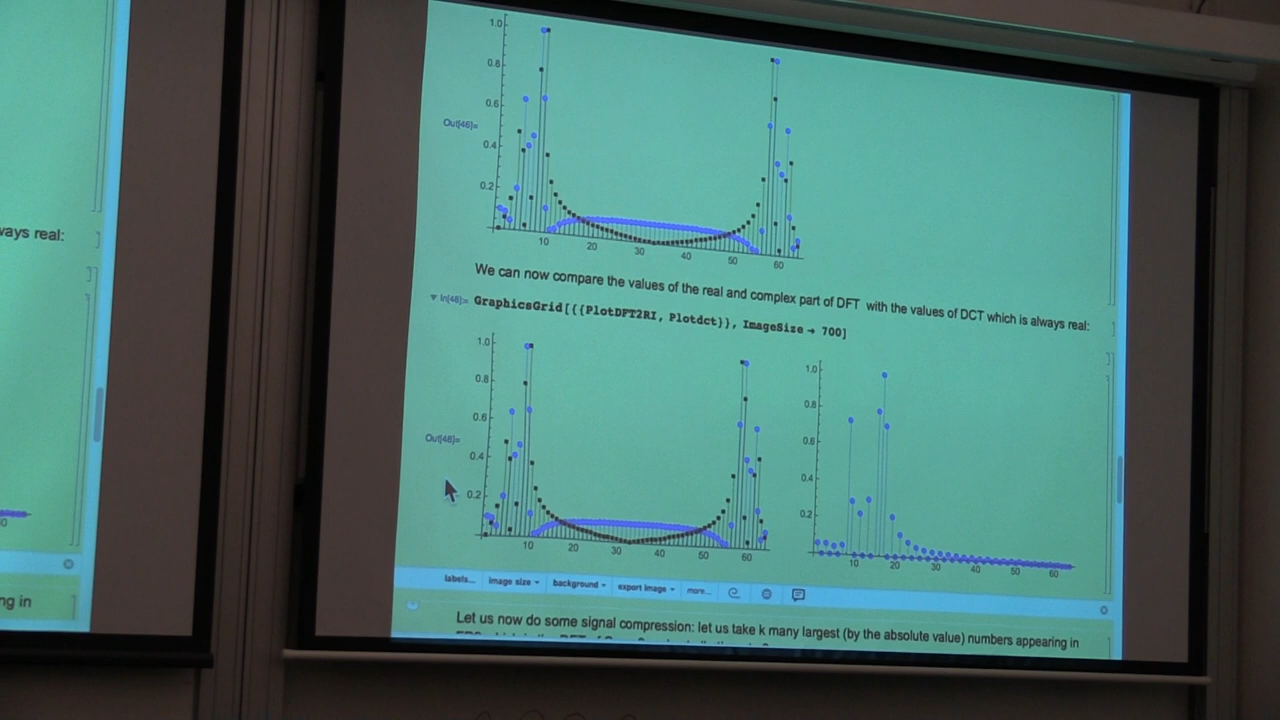 1.0
0.8
0.6
Out[46]=
0.4
0.2
10 20 30 40 50 60
ways real:
We can now compare the values of the real and complex part of DFT with the values of DCT which is always real:
In[48]:= GraphicsGrid[{{PlotDFT2RI, Plotdct}}, ImageSize → 700]
1.0
0.8
0.6
Out[48]=
0.4
0.2
10 20 30 40 50 60
1.0
0.8
0.6
0.4
0.2
10 20 30 40 50 60
labels... image size background export image more...
ng in
Let us now do some signal compression: let us take k many largest (by the absolute value) numbers appearing in